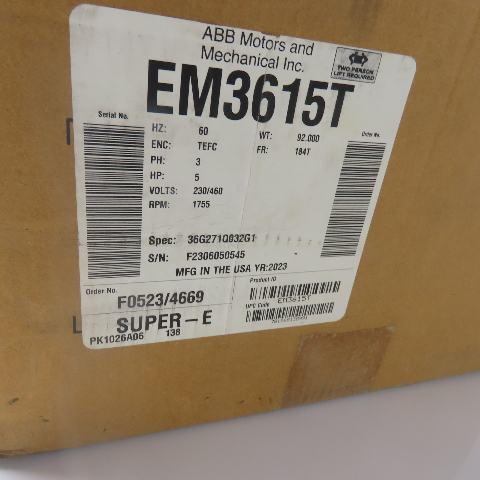 ABB Motors and
Mechanical Inc.
TWO PERSON
LIFT REQUIRED
EM3615T
Serial No.
Order No.
HZ: 60 WT: 92.000
ENC: TEFC FR: 184T
PH: 3
HP: 5
VOLTS: 230/460
RPM: 1755
Spec: 36G271Q832G1
S/N: F2306050545
MFG IN THE USA YR:2023
Order No.
F0523/4669
Product ID
EM3615T
UPC Code
SUPER-E
PK1026A06 138